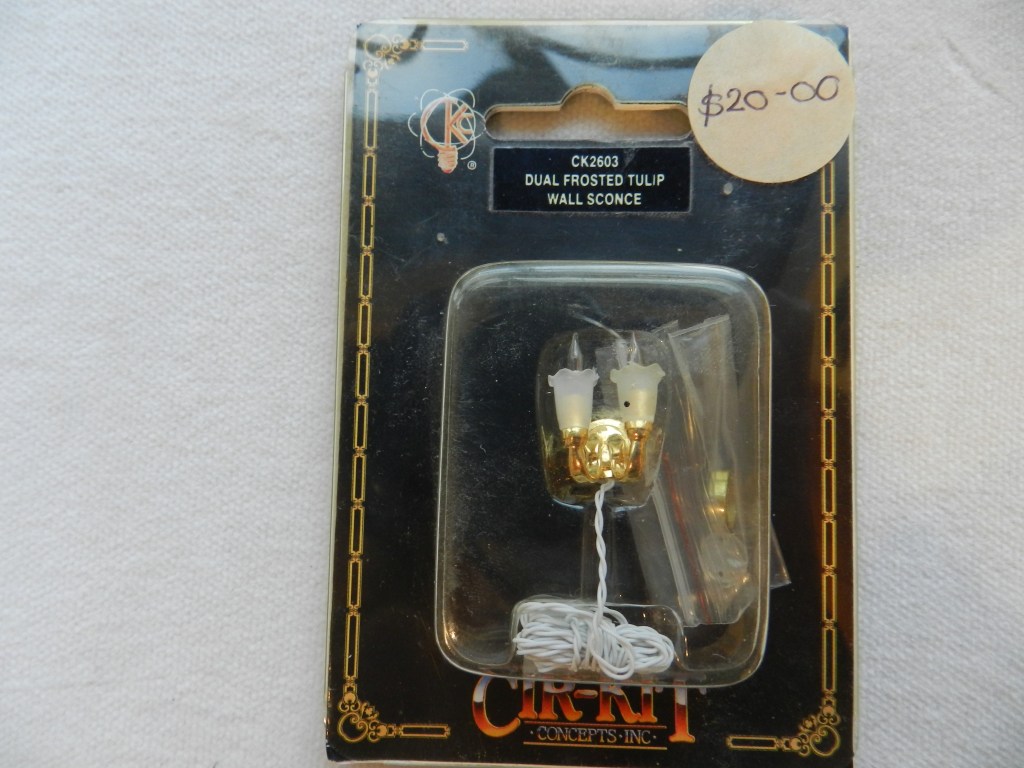 $20-00
CK
®
CK2603
DUAL FROSTED TULIP
WALL SCONCE
CIR-KIT
·CONCEPTS·INC·